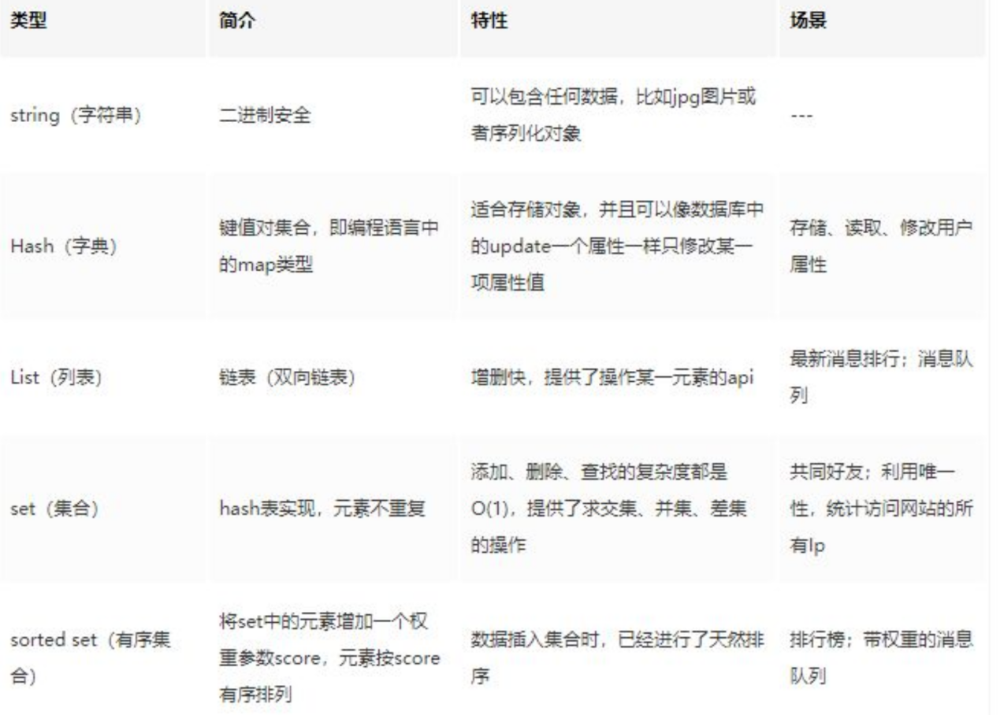 类型 简介 特性 场景
string（字符串） 二进制安全 可以包含任何数据，比如jpg图片或 ---
者序列化对象
Hash（字典） 键值对集合，即编程语言中 适合存储对象，并且可以像数据库中 存储、读取、修改用户
的map类型 的update一个属性一样只修改某一 属性
项属性值
List（列表） 链表（双向链表） 增删快，提供了操作某一元素的api 最新消息排行；消息队
列
set（集合） hash表实现，元素不重复 添加、删除、查找的复杂度都是 共同好友；利用唯一
O(1)，提供了求交集、并集、差集 性，统计访问网站的所
的操作 有Ip
sorted set（有序集 将set中的元素增加一个权 数据插入集合时，已经进行了天然排 排行榜；带权重的消息
合） 重参数score，元素按score 序 队列
有序排列